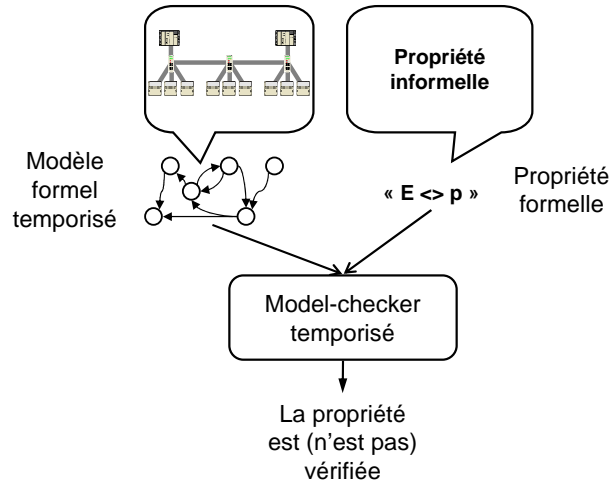 Propriété
informelle
Modèle
formel
temporisé
« E <> p »
Propriété
formelle
Model-checker
temporisé
La propriété
est (n'est pas)
vérifiée